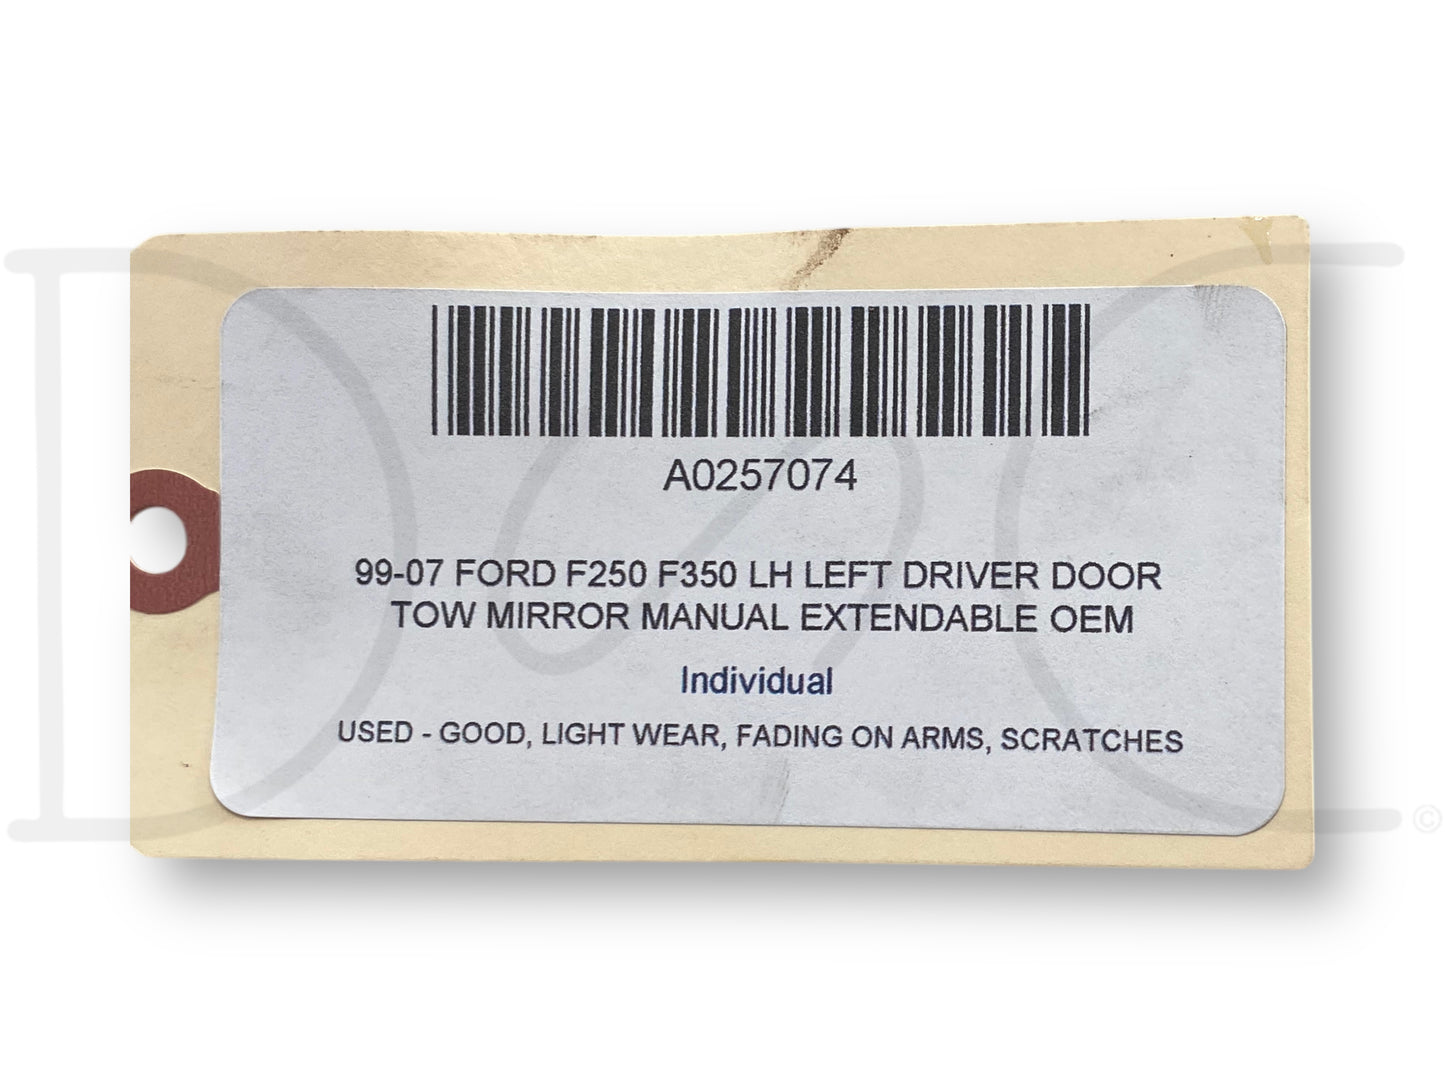 A0257074
99-07 FORD F250 F350 LH LEFT DRIVER DOOR
TOW MIRROR MANUAL EXTENDABLE OEM
Individual
USED - GOOD, LIGHT WEAR, FADING ON ARMS, SCRATCHES
©